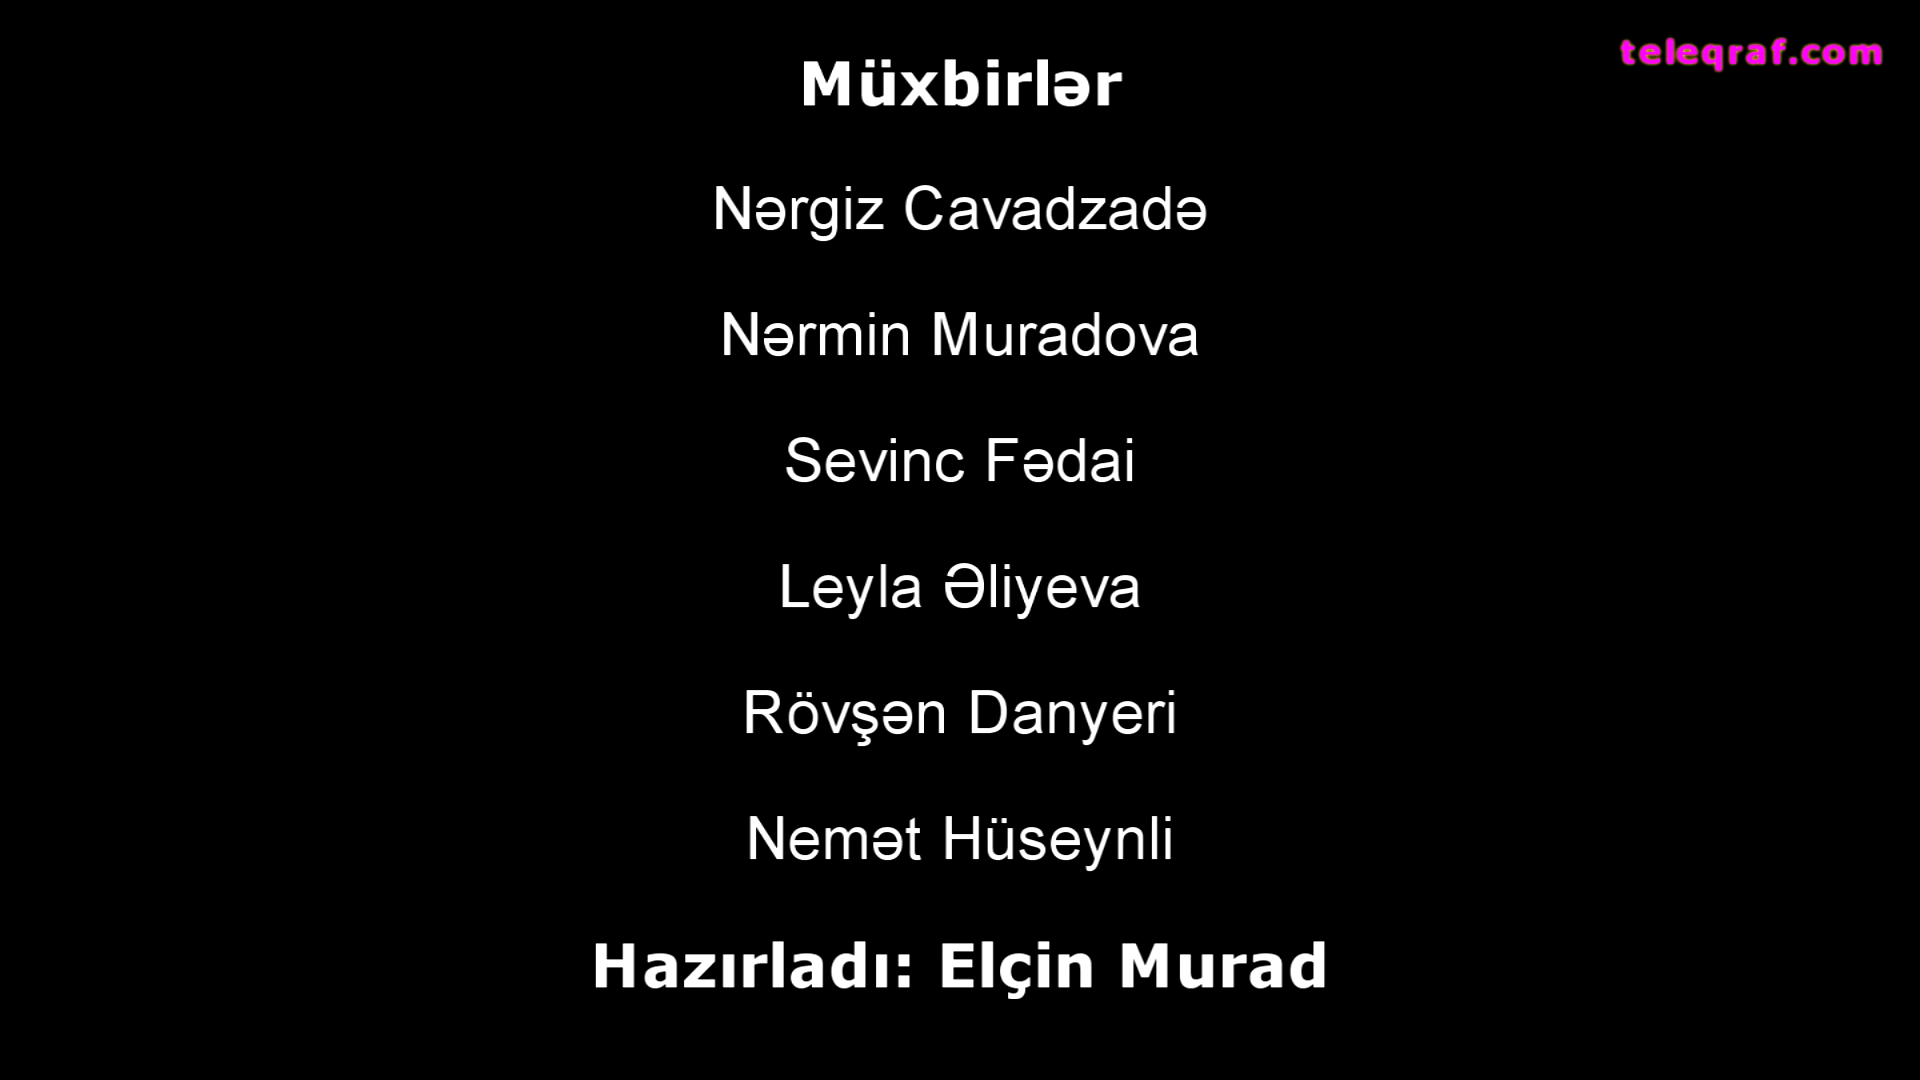 teleqraf.com
Müxbirlər
Nərgiz Cavadzadə
Nərmin Muradova
Sevinc Fədai
Leyla Əliyeva
Rövşən Danyeri
Nemət Hüseynli
Hazırladı: Elçin Murad